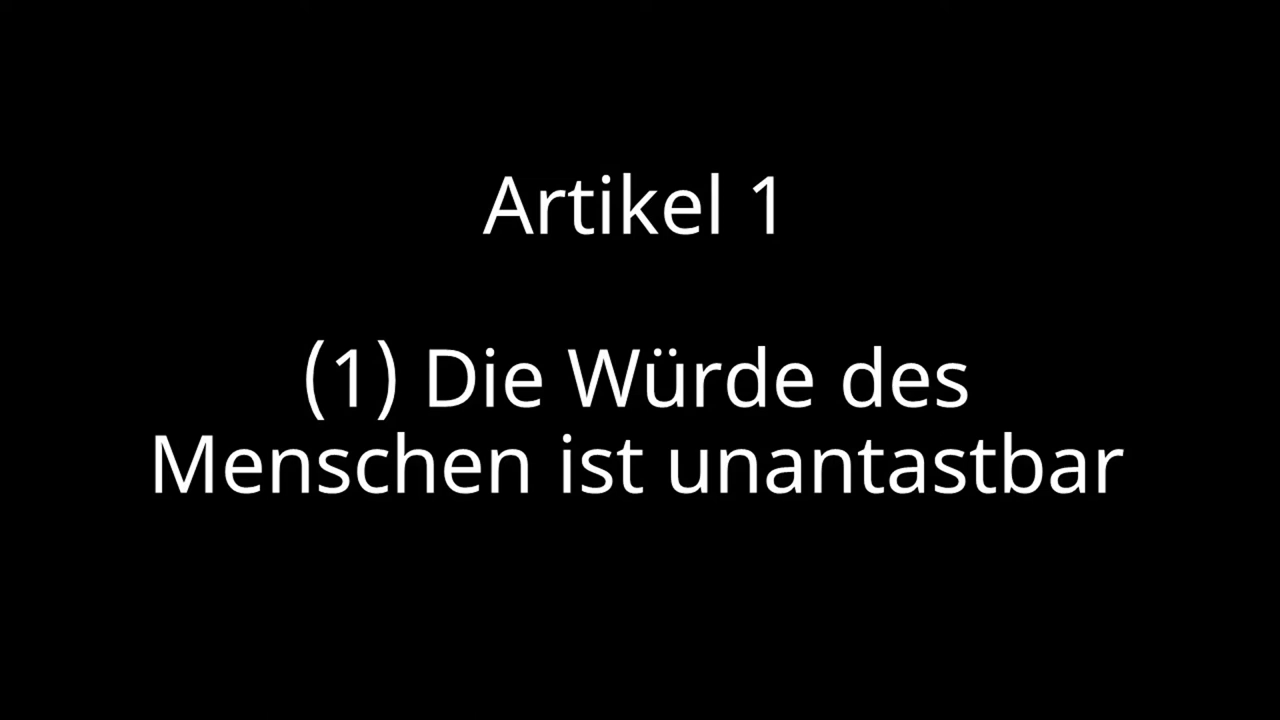 Artikel 1
(1) Die Würde des
Menschen ist unantastbar